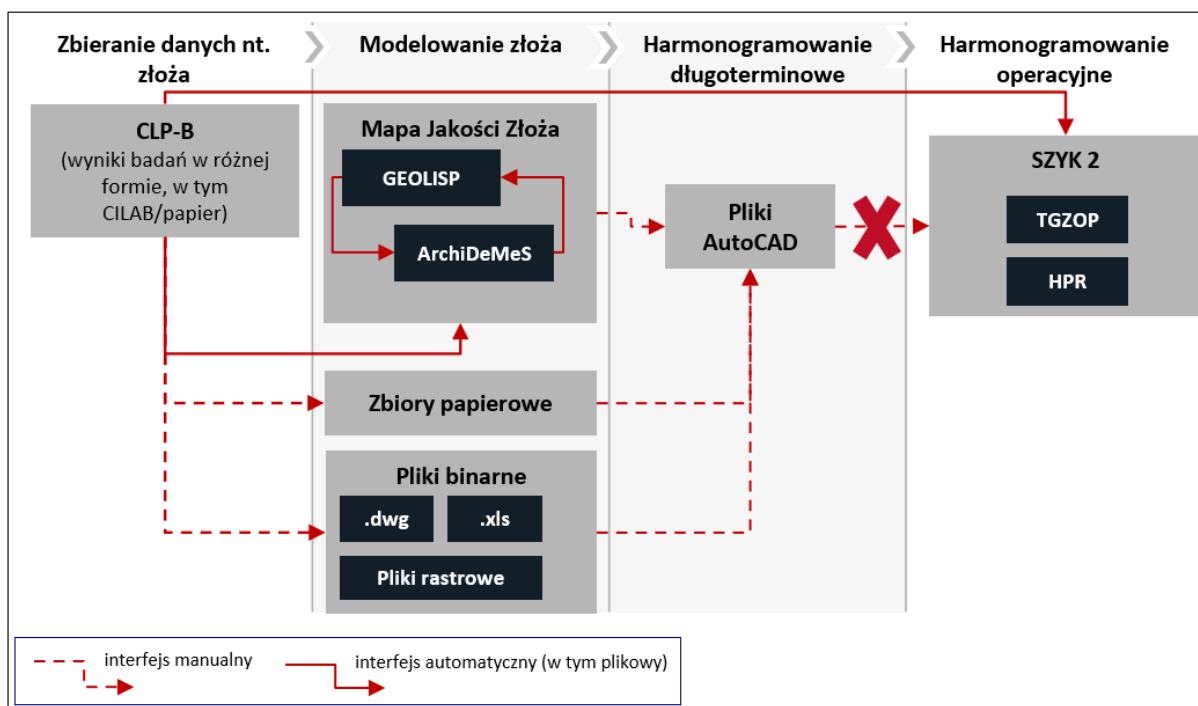 Zbieranie danych nt.
złoża
Modelowanie złoża
Harmonogramowanie
długoterminowe
Harmonogramowanie
operacyjne
CLP-B
(wyniki badań w różnej
formie, w tym
CILAB/papier)
Mapa Jakości Złoża
GEOLISP
ArchiDeMeS
Pliki
AutoCAD
SZYK 2
TGZOP
HPR
Zbiory papierowe
Pliki binarne
.dwg
.xls
Pliki rastrowe
interfejs manualny
interfejs automatyczny (w tym plikowy)